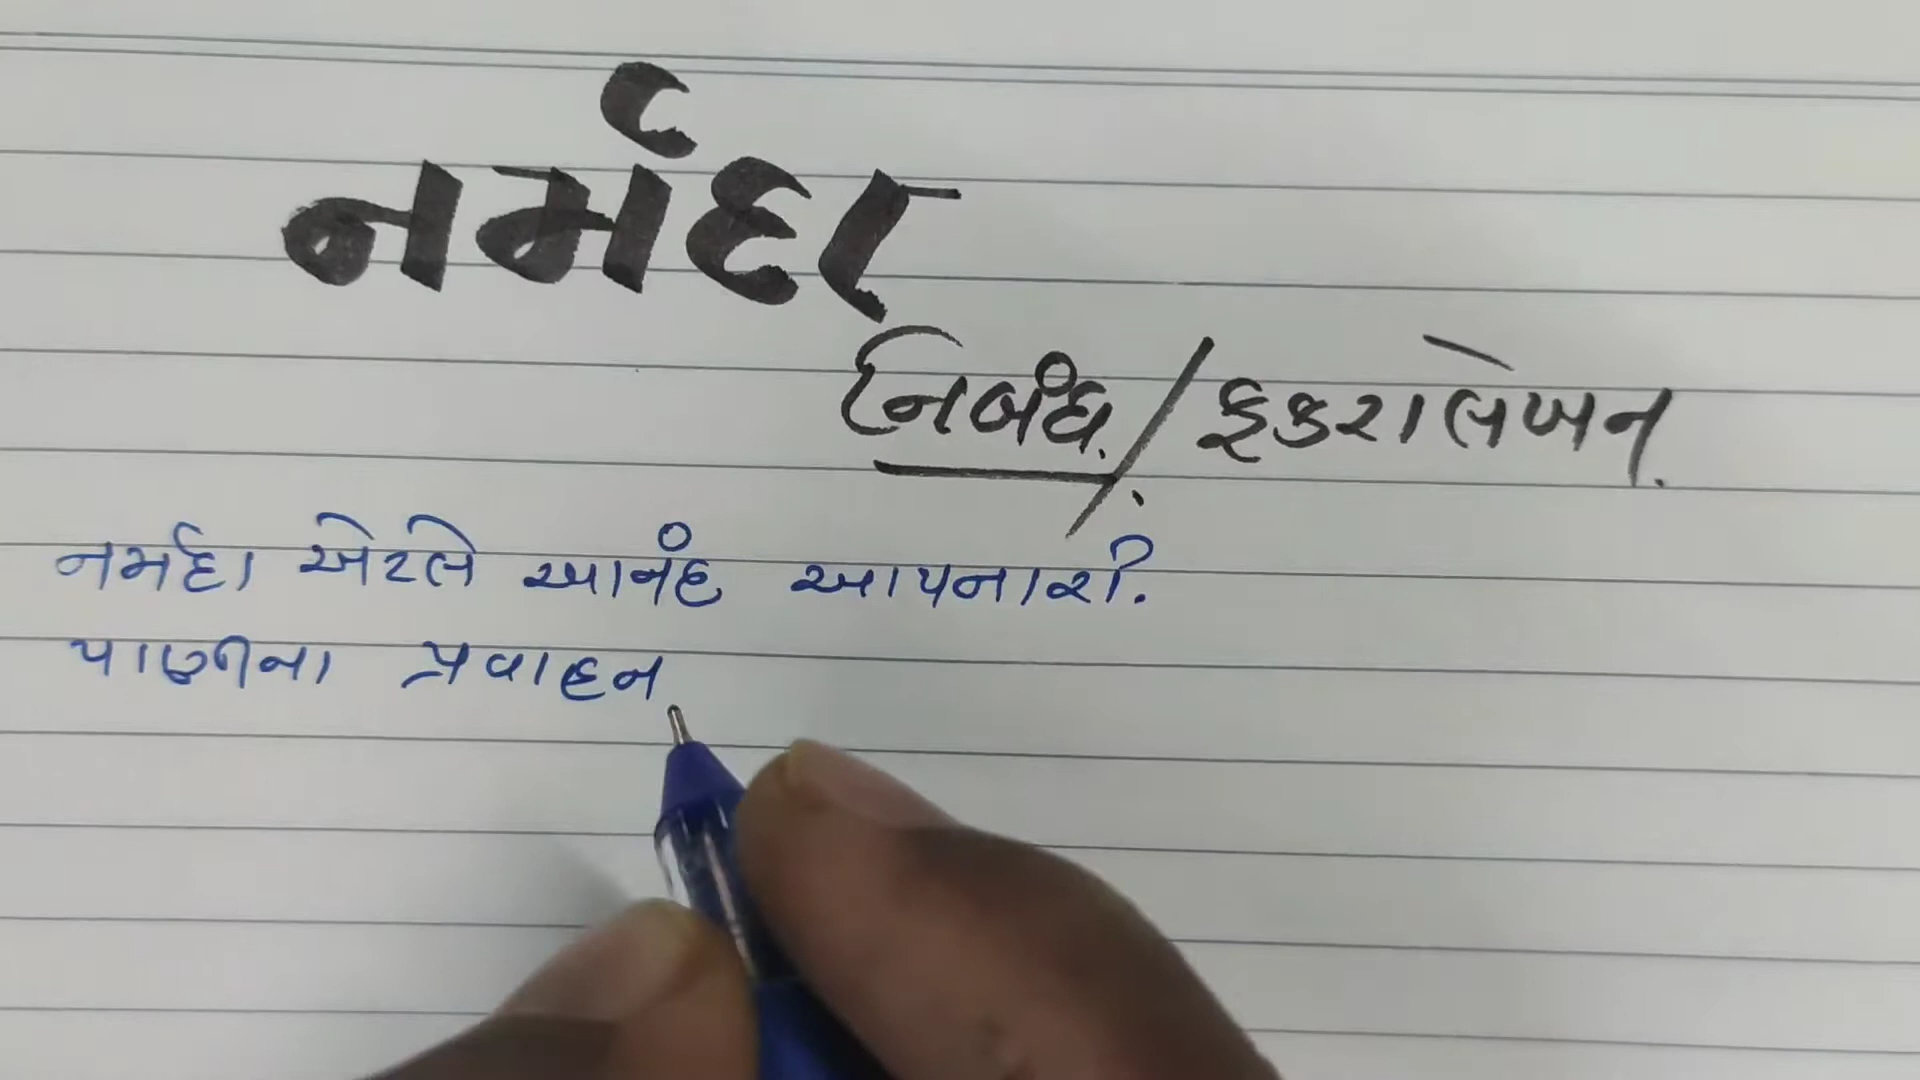 નર્મદા
નિબંધ / ફકરાલેખન.
નર્મદા એટલે આનંદ આપનારી.
પાણીના પ્રવાહન